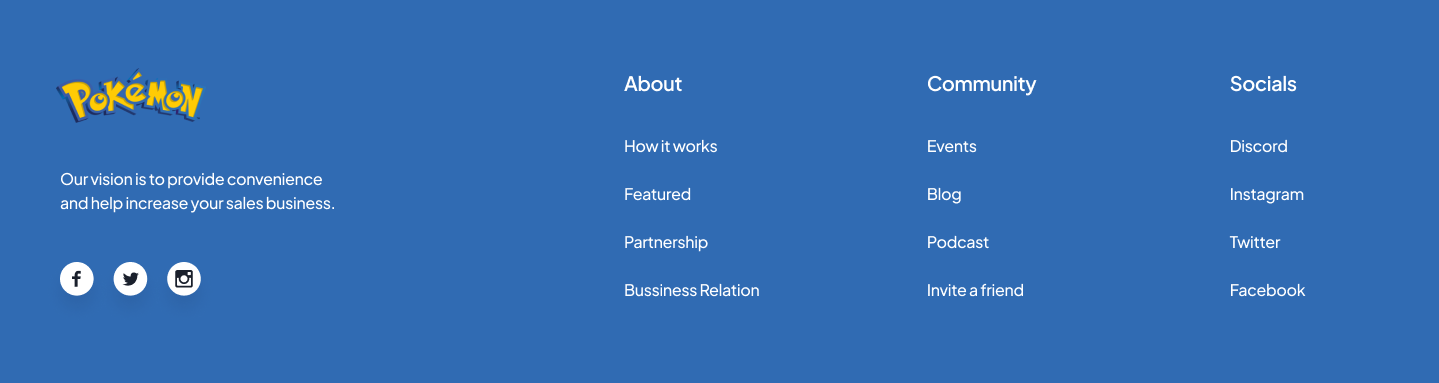 POKéMON
Our vision is to provide convenience
and help increase your sales business.
About
How it works
Featured
Partnership
Bussiness Relation
Community
Events
Blog
Podcast
Invite a friend
Socials
Discord
Instagram
Twitter
Facebook